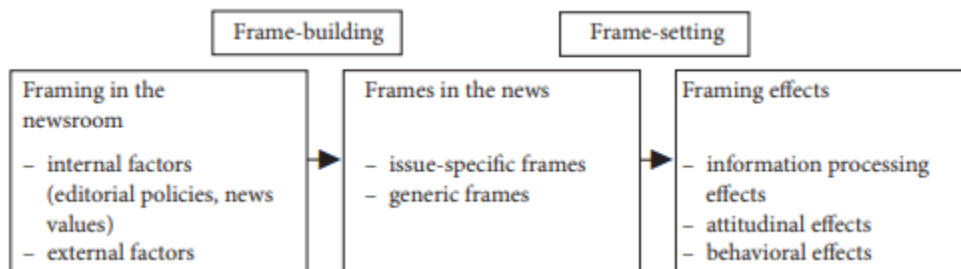 Frame-building
Frame-setting
Framing in the
newsroom
– internal factors
(editorial policies, news
values)
– external factors
Frames in the news
– issue-specific frames
– generic frames
Framing effects
– information processing
effects
– attitudinal effects
– behavioral effects